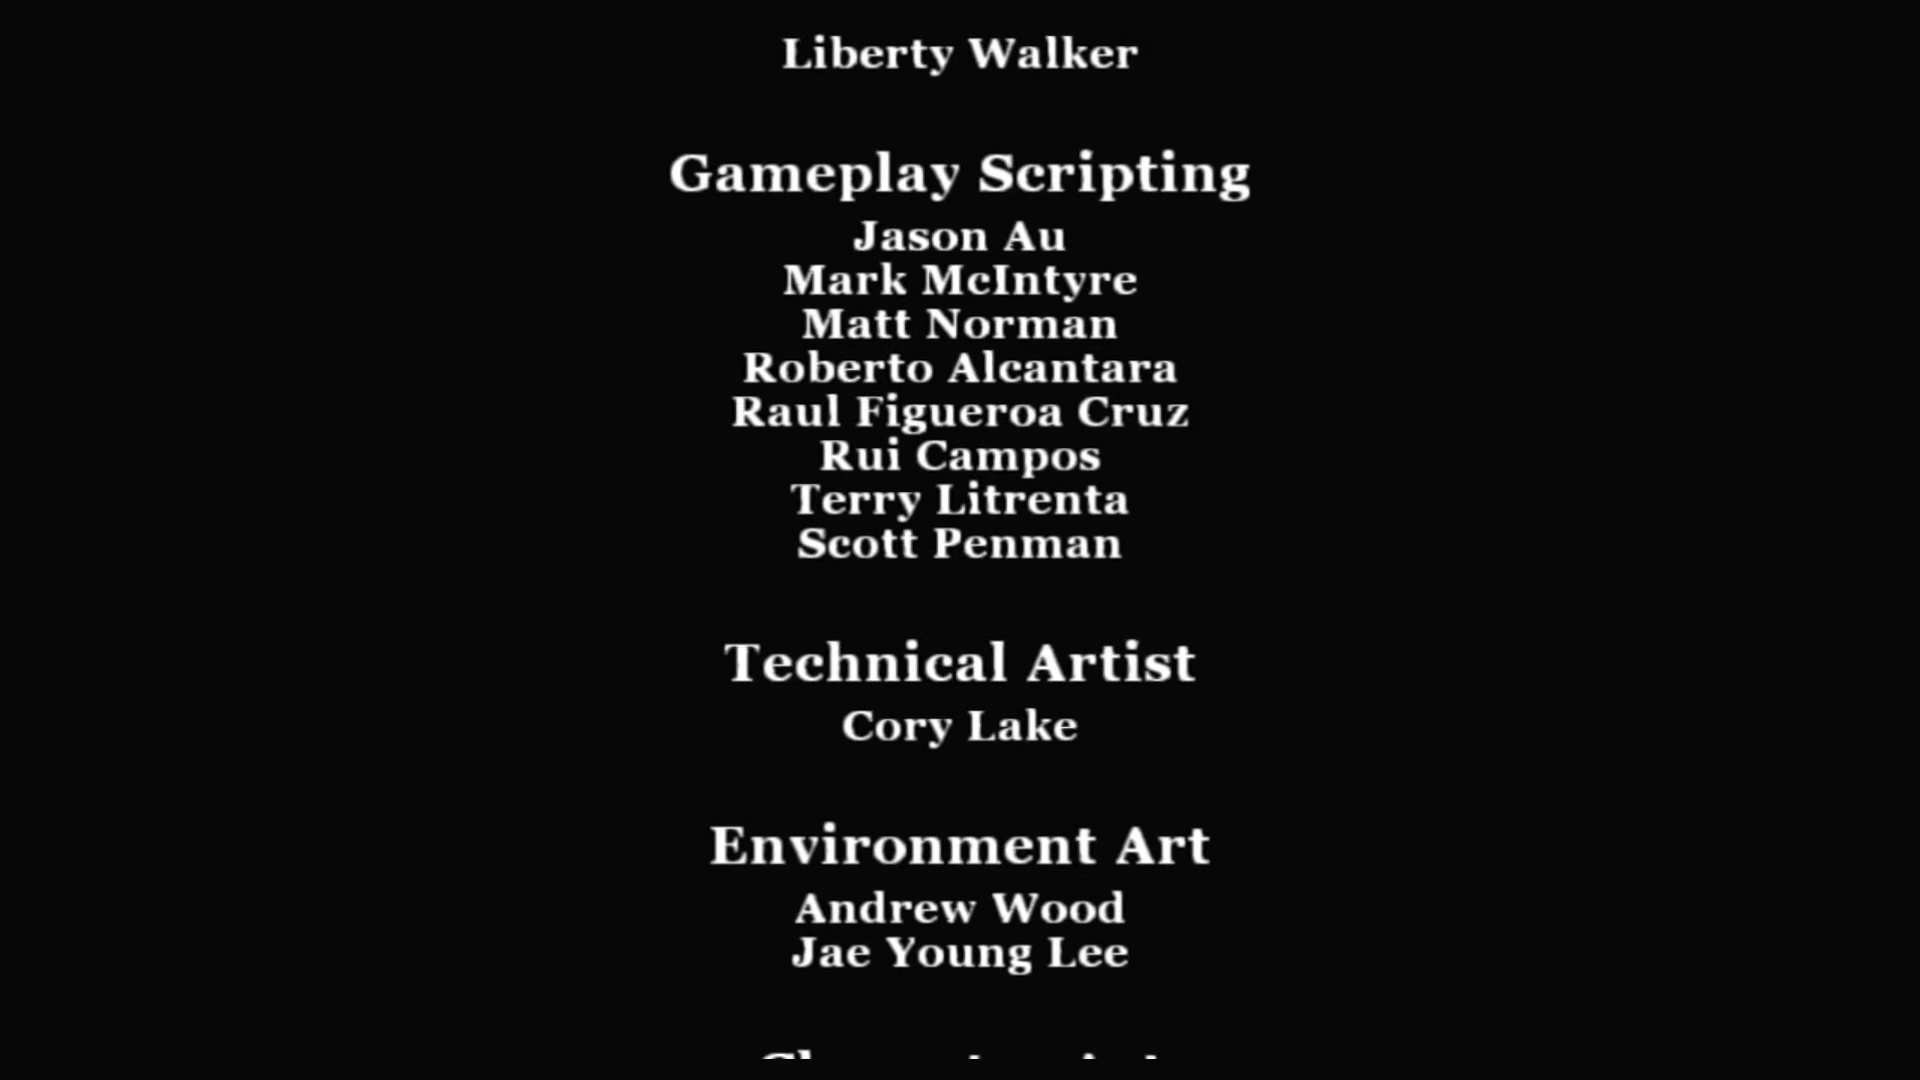 Liberty Walker
Gameplay Scripting
Jason Au
Mark McIntyre
Matt Norman
Roberto Alcantara
Raul Figueroa Cruz
Rui Campos
Terry Litrenta
Scott Penman
Technical Artist
Cory Lake
Environment Art
Andrew Wood
Jae Young Lee